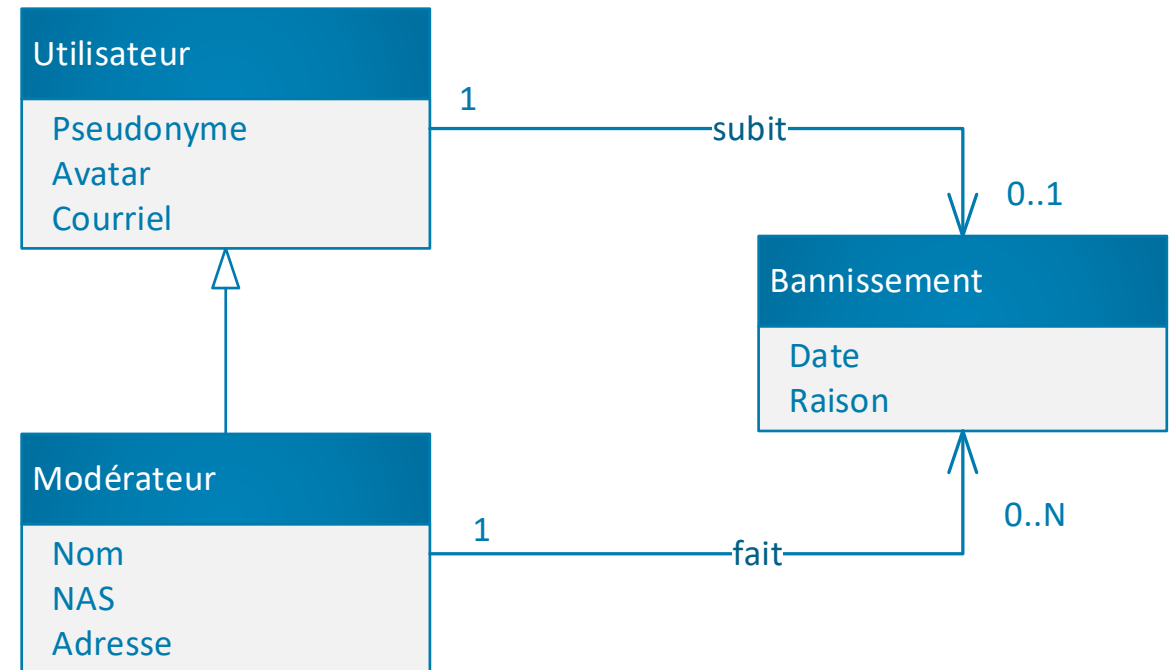 Utilisateur
Pseudonyme
Avatar
Courriel
1
subit
0..1
Bannissement
Date
Raison
Modérateur
Nom
NAS
Adresse
1
fait
0..N